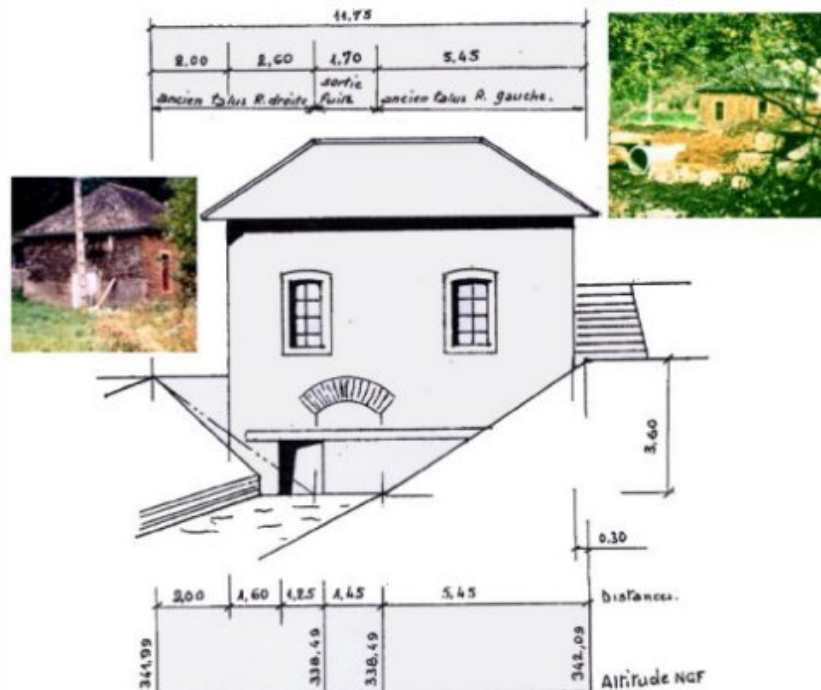 11,75
2.00 2,60 1,70 5.45
sortie
ancien talus R. droite fuite ancien talus R. gauche.
3,60
0.30
2,00 1,60 1,25 1,45 5,45 Distances.
341,99 338,49 338,49 342,09 Altitude NGF